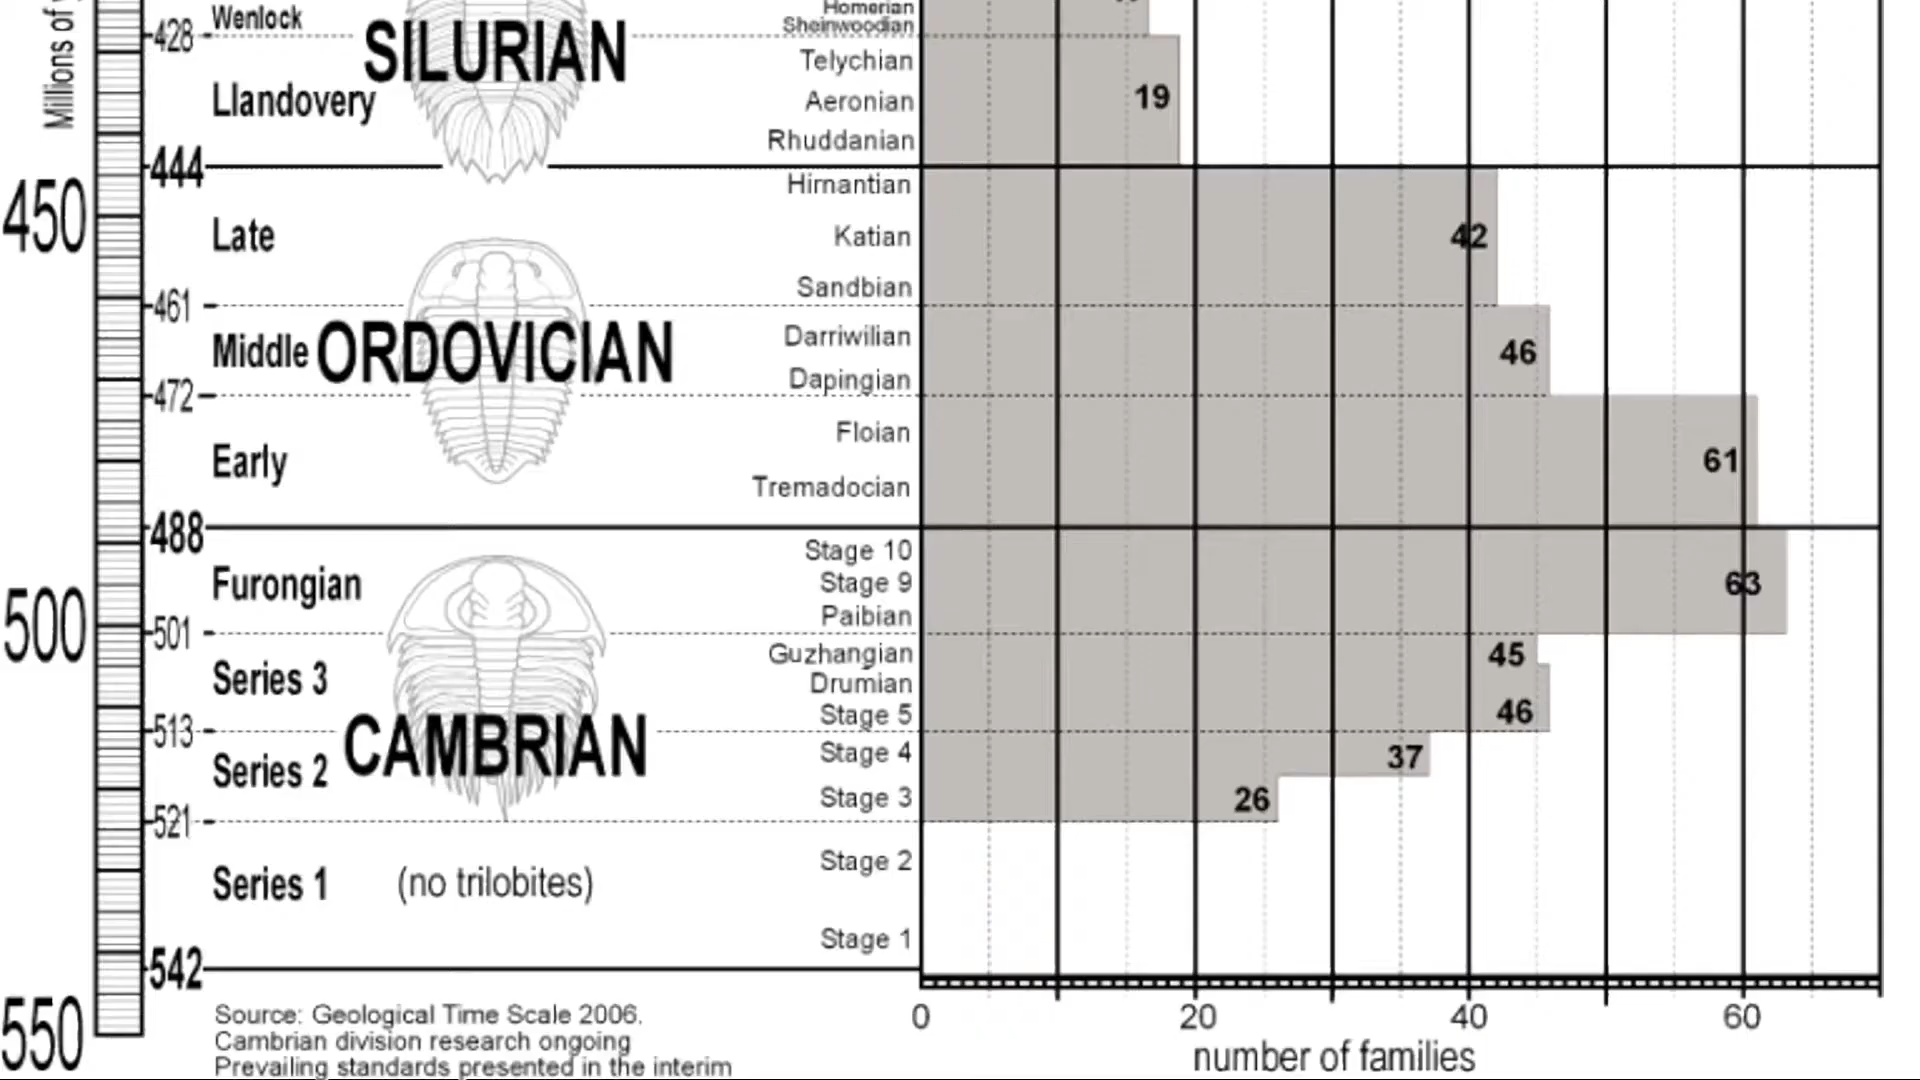 Millions of
Wenlock
Homerian
Sheinwoodian
428
SILURIAN
Telychian
Llandovery
Aeronian
19
Rhuddanian
444
Hirnantian
450
Late
Katian
42
Sandbian
461
Darriwilian
Middle
ORDOVICIAN
46
Dapingian
472
Floian
Early
61
Tremadocian
488
Stage 10
Furongian
Stage 9
63
500
Paibian
501
Guzhangian
45
Series 3
Drumian
Stage 5
46
513
CAMBRIAN
Stage 4
37
Series 2
Stage 3
26
521
Stage 2
Series 1
(no trilobites)
Stage 1
542
550
0 20 40 60
number of families
Source: Geological Time Scale 2006.
Cambrian division research ongoing
Prevailing standards presented in the interim